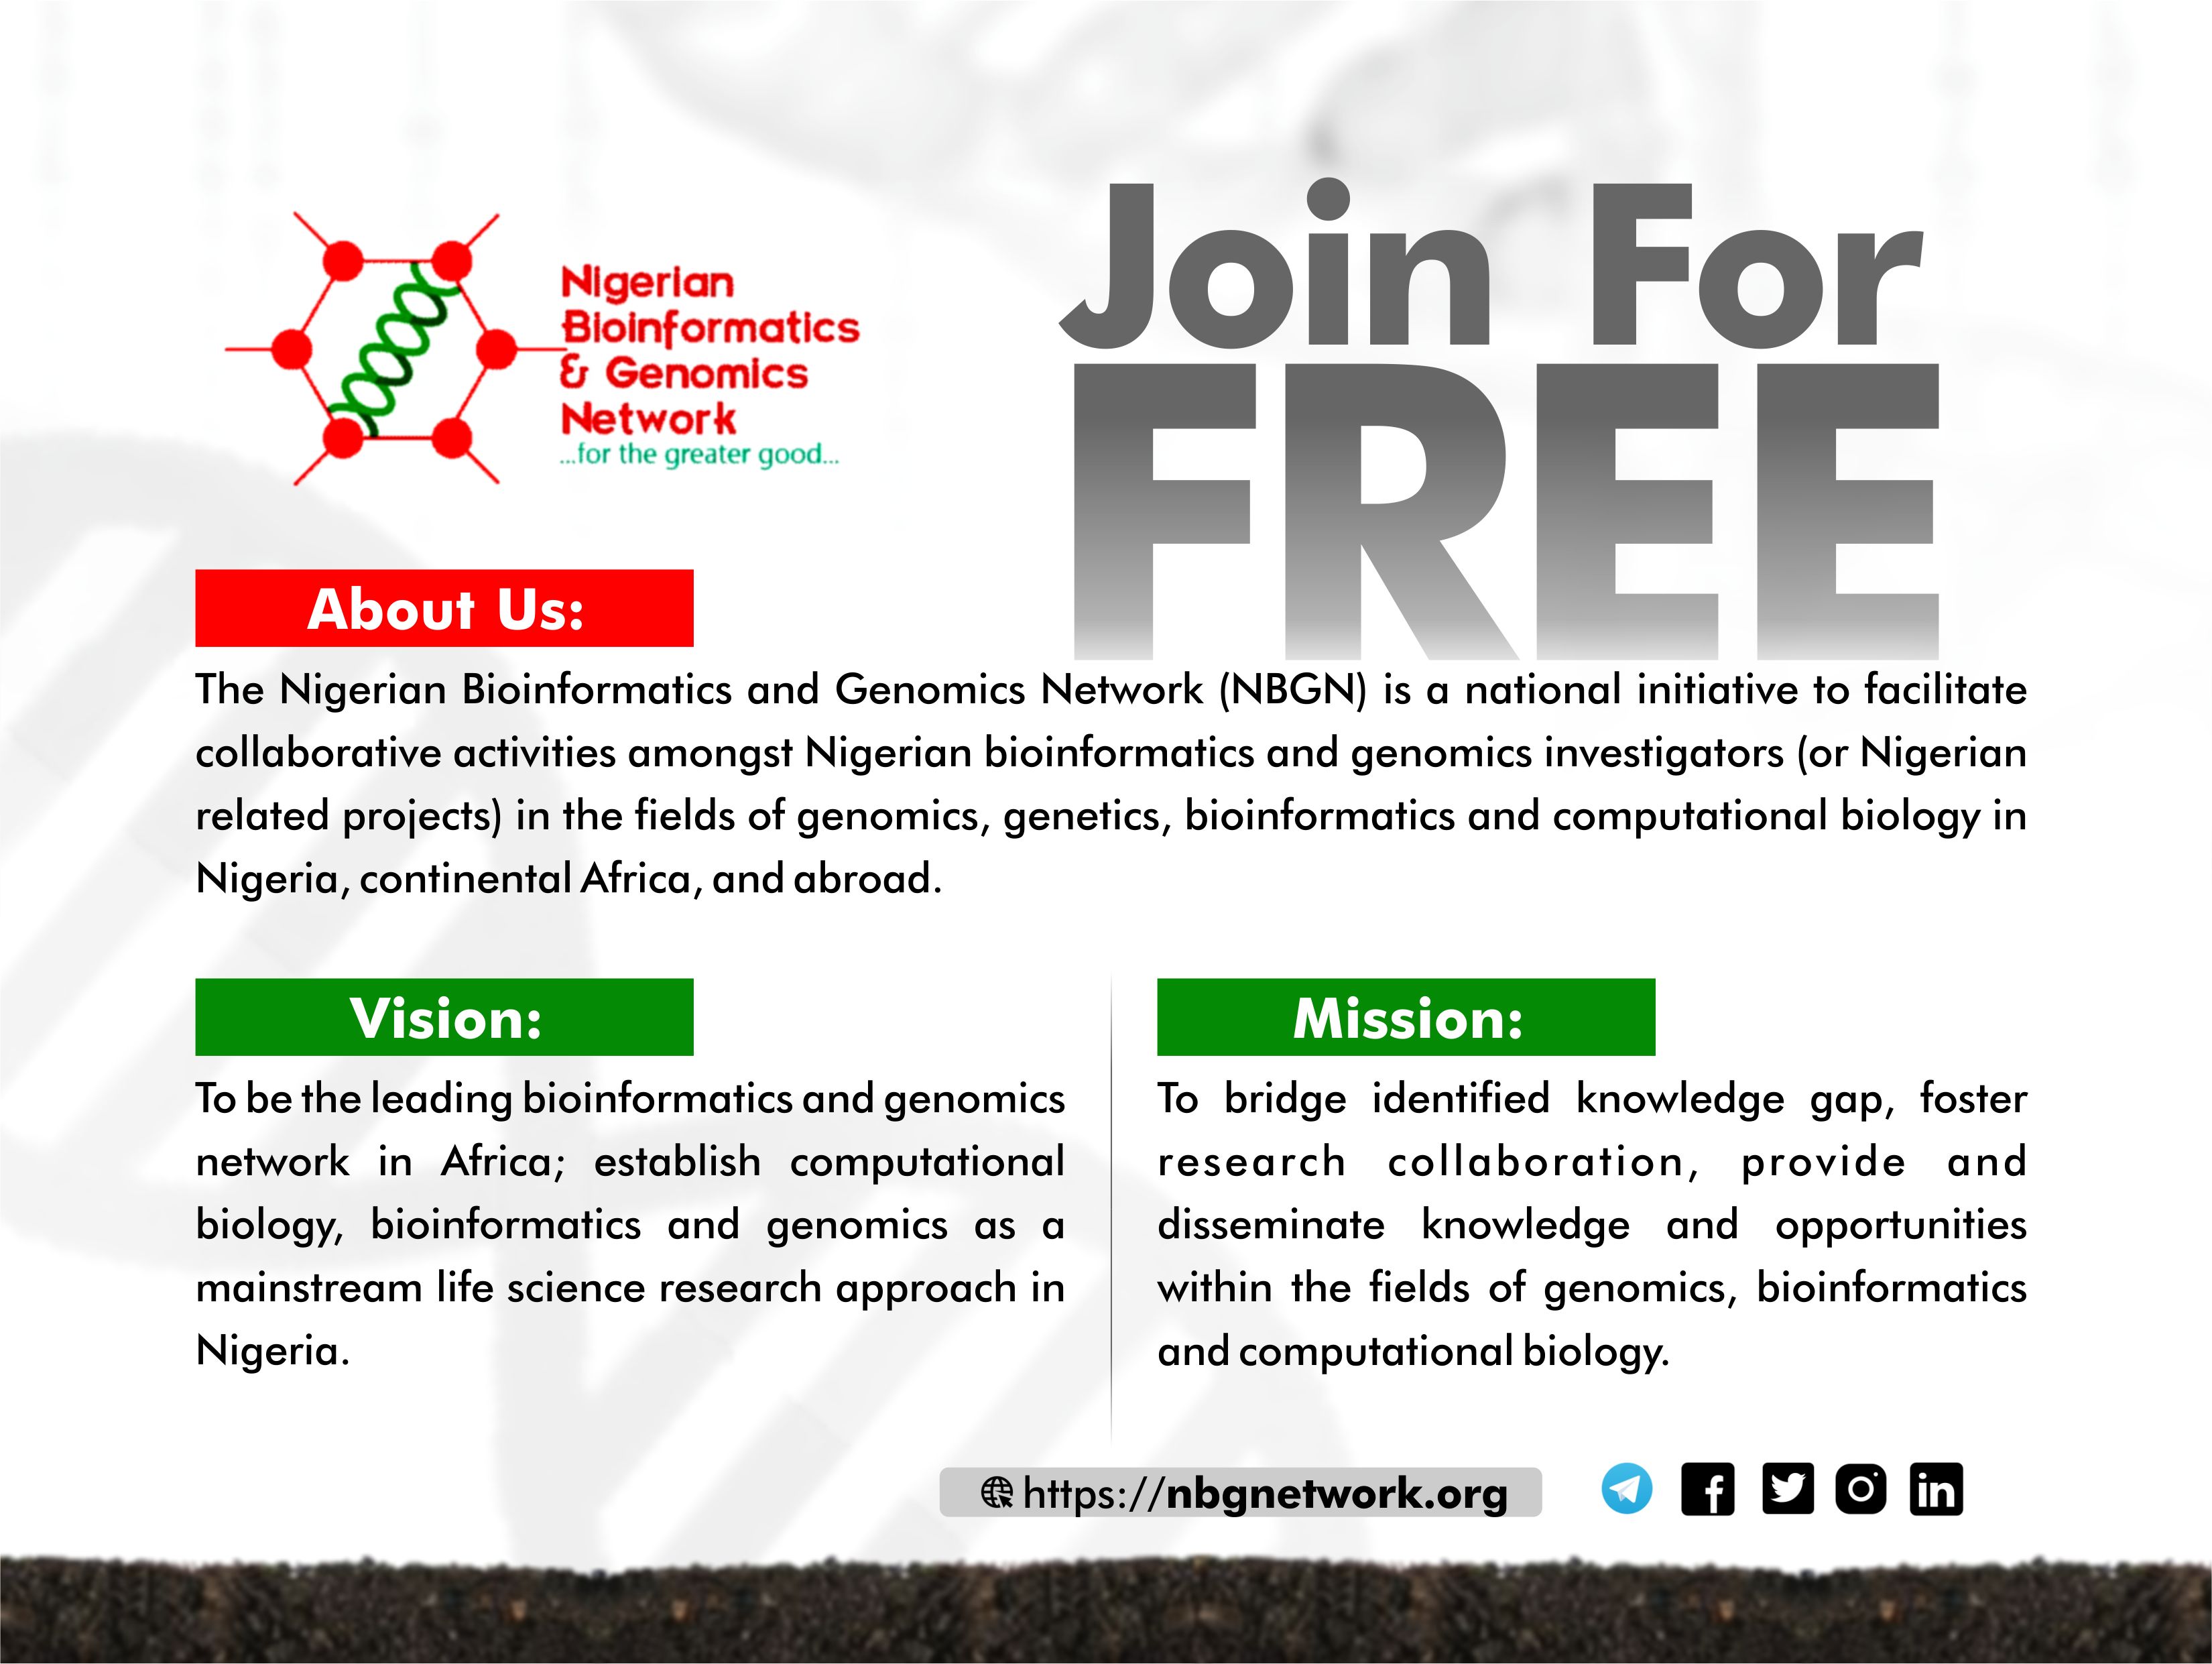 Nigerian
Bioinformatics
& Genomics
Network
...for the greater good...
Join For
FREE
About Us:
The Nigerian Bioinformatics and Genomics Network (NBGN) is a national initiative to facilitate
collaborative activities amongst Nigerian bioinformatics and genomics investigators (or Nigerian
related projects) in the fields of genomics, genetics, bioinformatics and computational biology in
Nigeria, continental Africa, and abroad.
Vision:
To be the leading bioinformatics and genomics
network in Africa; establish computational
biology, bioinformatics and genomics as a
mainstream life science research approach in
Nigeria.
Mission:
To bridge identified knowledge gap, foster
research collaboration, provide and
disseminate knowledge and opportunities
within the fields of genomics, bioinformatics
and computational biology.
https://nbgnetwork.org